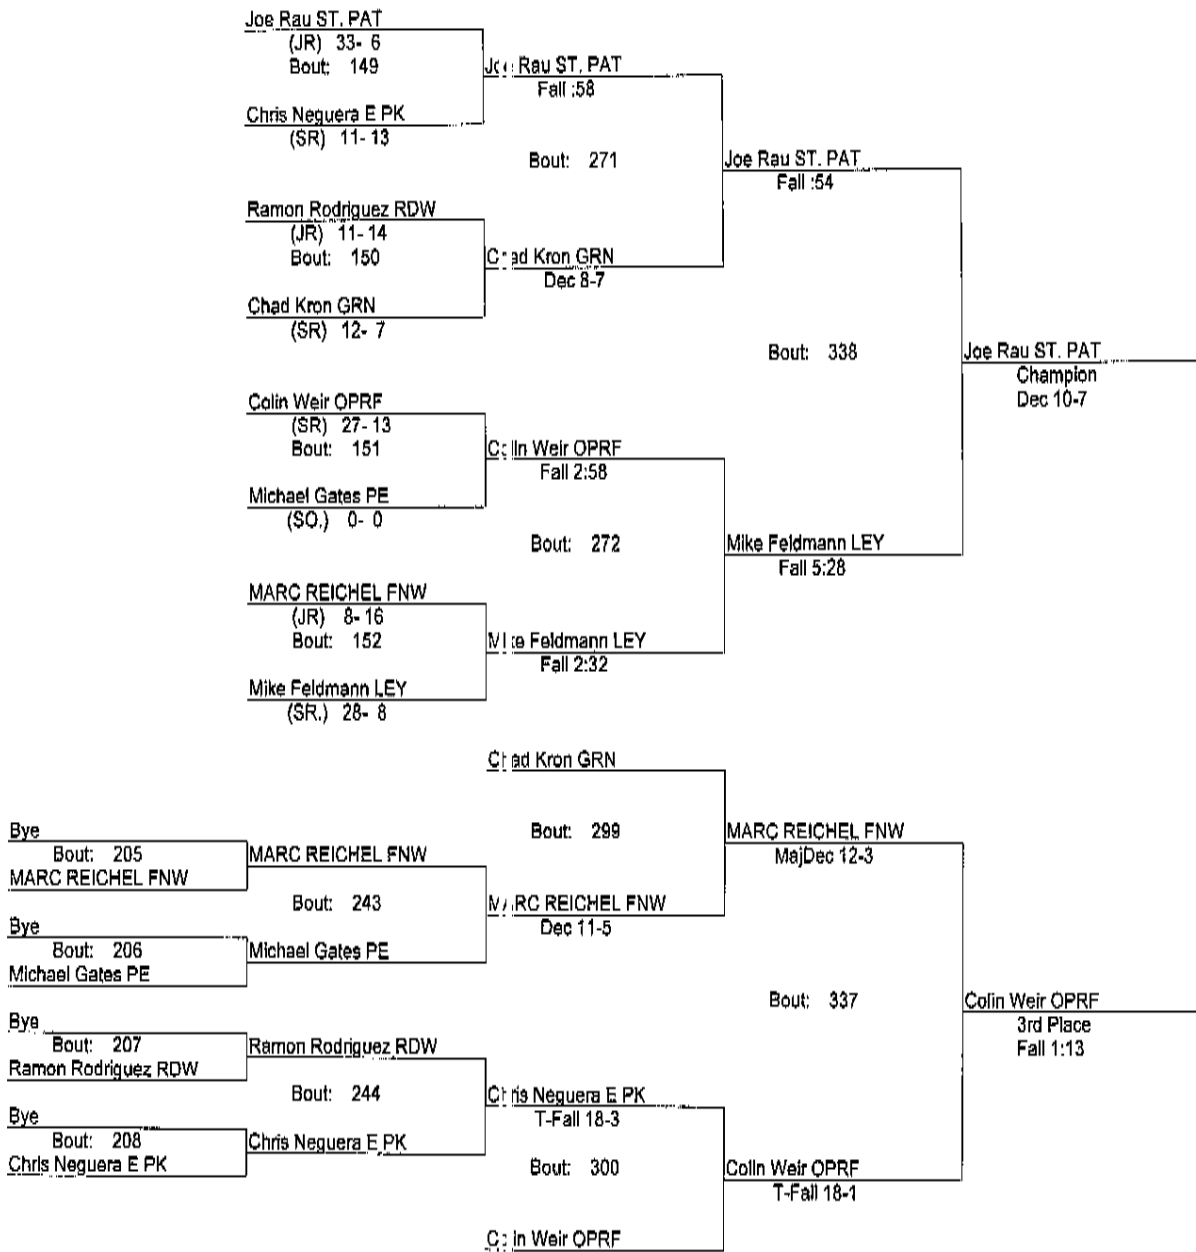 Joe Rau ST. PAT
(JR) 33- 6
Bout: 149
Chris Neguera E PK
(SR) 11- 13
Joe Rau ST. PAT
Fall :58
Bout: 271
Ramon Rodriguez RDW
(JR) 11- 14
Bout: 150
Chad Kron GRN
(SR) 12- 7
Chad Kron GRN
Dec 8-7
Joe Rau ST. PAT
Fall :54
Bout: 338
Joe Rau ST. PAT
Champion
Dec 10-7
Colin Weir OPRF
(SR) 27- 13
Bout: 151
Michael Gates PE
(SO.) 0- 0
Colin Weir OPRF
Fall 2:58
Bout: 272
MARC REICHEL FNW
(JR) 8- 16
Bout: 152
Mike Feldmann LEY
(SR.) 28- 8
Mike Feldmann LEY
Fall 2:32
Mike Feldmann LEY
Fall 5:28
Chad Kron GRN
Bout: 299
Bye
Bout: 205
MARC REICHEL FNW
MARC REICHEL FNW
Bout: 243
Bye
Bout: 206
Michael Gates PE
Michael Gates PE
MARC REICHEL FNW
Dec 11-5
MARC REICHEL FNW
MajDec 12-3
Bout: 337
Colin Weir OPRF
3rd Place
Fall 1:13
Bye
Bout: 207
Ramon Rodriguez RDW
Ramon Rodriguez RDW
Bout: 244
Bye
Bout: 208
Chris Neguera E PK
Chris Neguera E PK
Chris Neguera E PK
T-Fall 18-3
Bout: 300
Colin Weir OPRF
T-Fall 18-1
Colin Weir OPRF